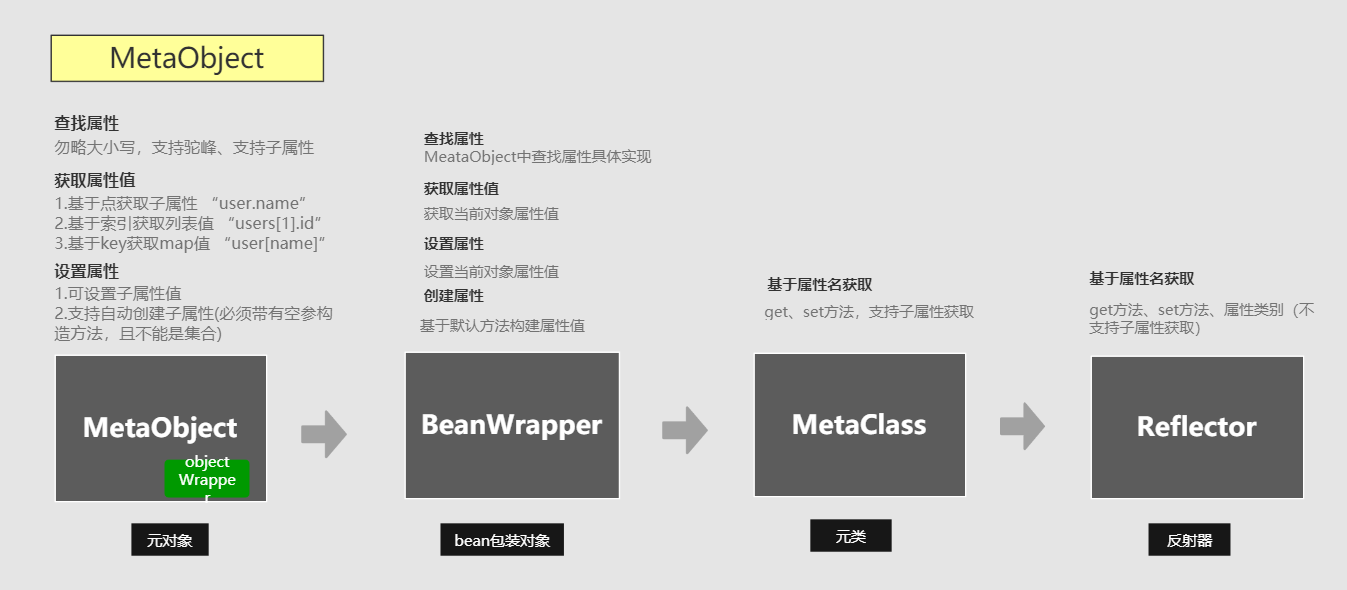 MetaObject
查找属性
勿略大小写，支持驼峰、支持子属性
获取属性值
1.基于点获取子属性 “user.name”
2.基于索引获取列表值 “users[1].id“
3.基于key获取map值 “user[name]”
设置属性
1.可设置子属性值
2.支持自动创建子属性(必须带有空参构
造方法，且不能是集合)
MetaObject
object
Wrappe
r
元对象
查找属性
MeataObject中查找属性具体实现
获取属性值
获取当前对象属性值
设置属性
设置当前对象属性值
创建属性
基于默认方法构建属性值
BeanWrapper
bean包装对象
基于属性名获取
get、set方法，支持子属性获取
MetaClass
元类
基于属性名获取
get方法、set方法、属性类别（不
支持子属性获取）
Reflector
反射器